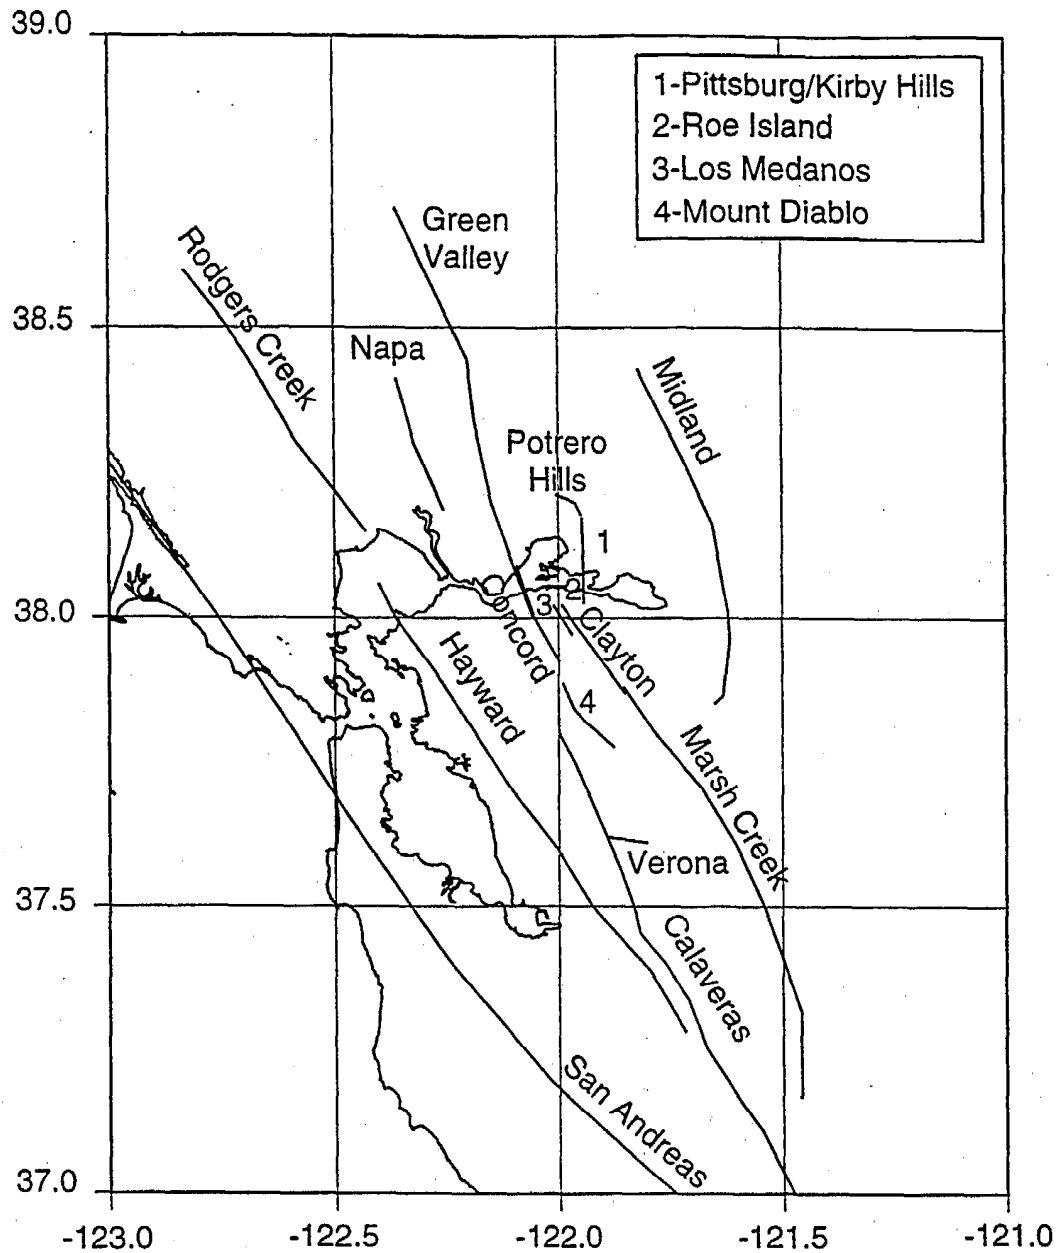 39.0
1-Pittsburg/Kirby Hills
2-Roe Island
3-Los Medanos
4-Mount Diablo
Green
Valley
Rodgers Creek
38.5
Napa
Midland
Potrero
Hills
1
2
3
38.0
Concord
Clayton
Hayward
4
Marsh Creek
Verona
37.5
Calaveras
San Andreas
37.0
-123.0
-122.5
-122.0
-121.5
-121.0